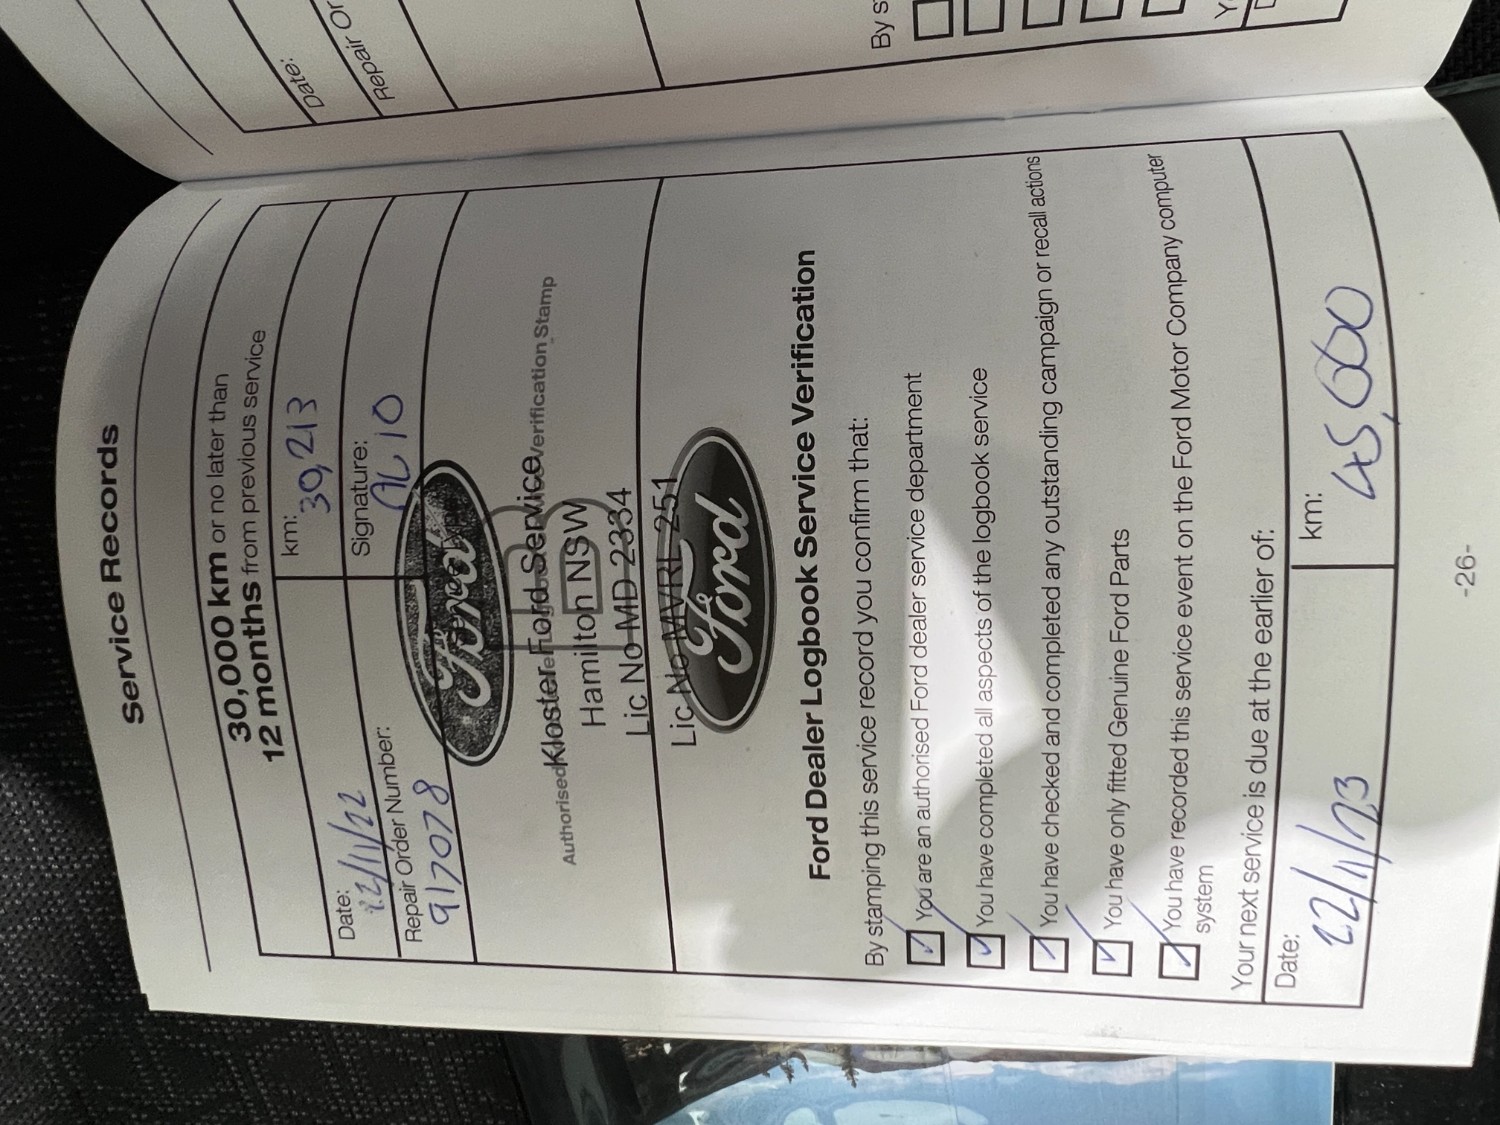 Service Records
30,000 km or no later than
12 months from previous service
Date:
22/11/22
km:
30,213
Repair Order Number:
917078
Signature:
Ford
Kloster Ford Service
Authorised Verification Stamp
Hamilton NSW
Lic No MD 2334
Lic No MVRL 251
Ford
Ford Dealer Logbook Service Verification
By stamping this service record you confirm that:
You are an authorised Ford dealer service department
You have completed all aspects of the logbook service
You have checked and completed any outstanding campaign or recall actions
You have only fitted Genuine Ford Parts
You have recorded this service event on the Ford Motor Company computer
system
Your next service is due at the earlier of:
Date:
22/11/23
km:
45,000
-26-
Date:
Repair Or
By s